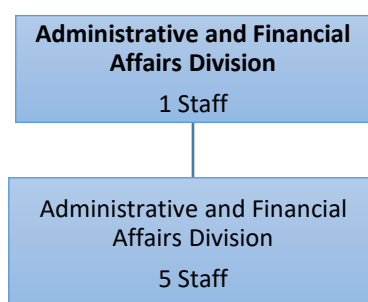 Administrative and Financial
Affairs Division
1 Staff
Administrative and Financial
Affairs Division
5 Staff